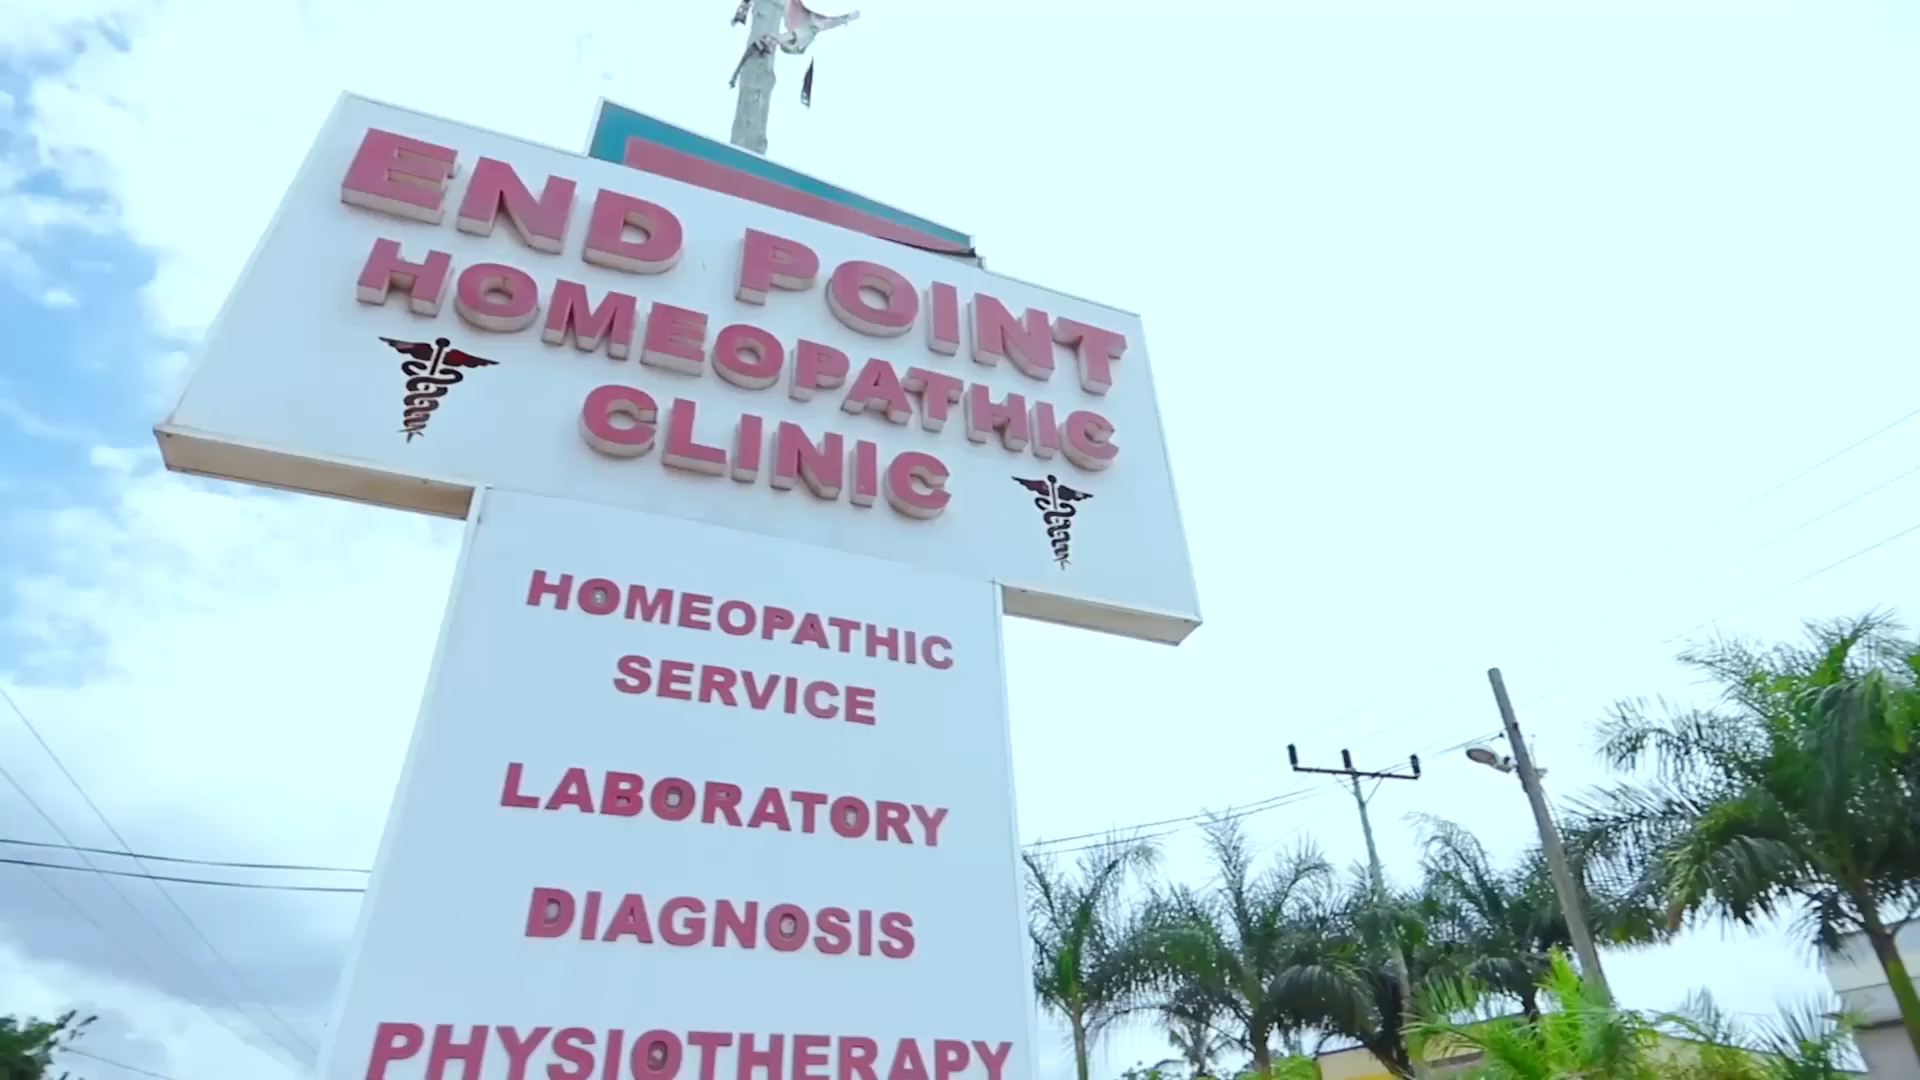 END POINT
HOMEOPATHIC
CLINIC
HOMEOPATHIC
SERVICE
LABORATORY
DIAGNOSIS
PHYSIOTHERAPY